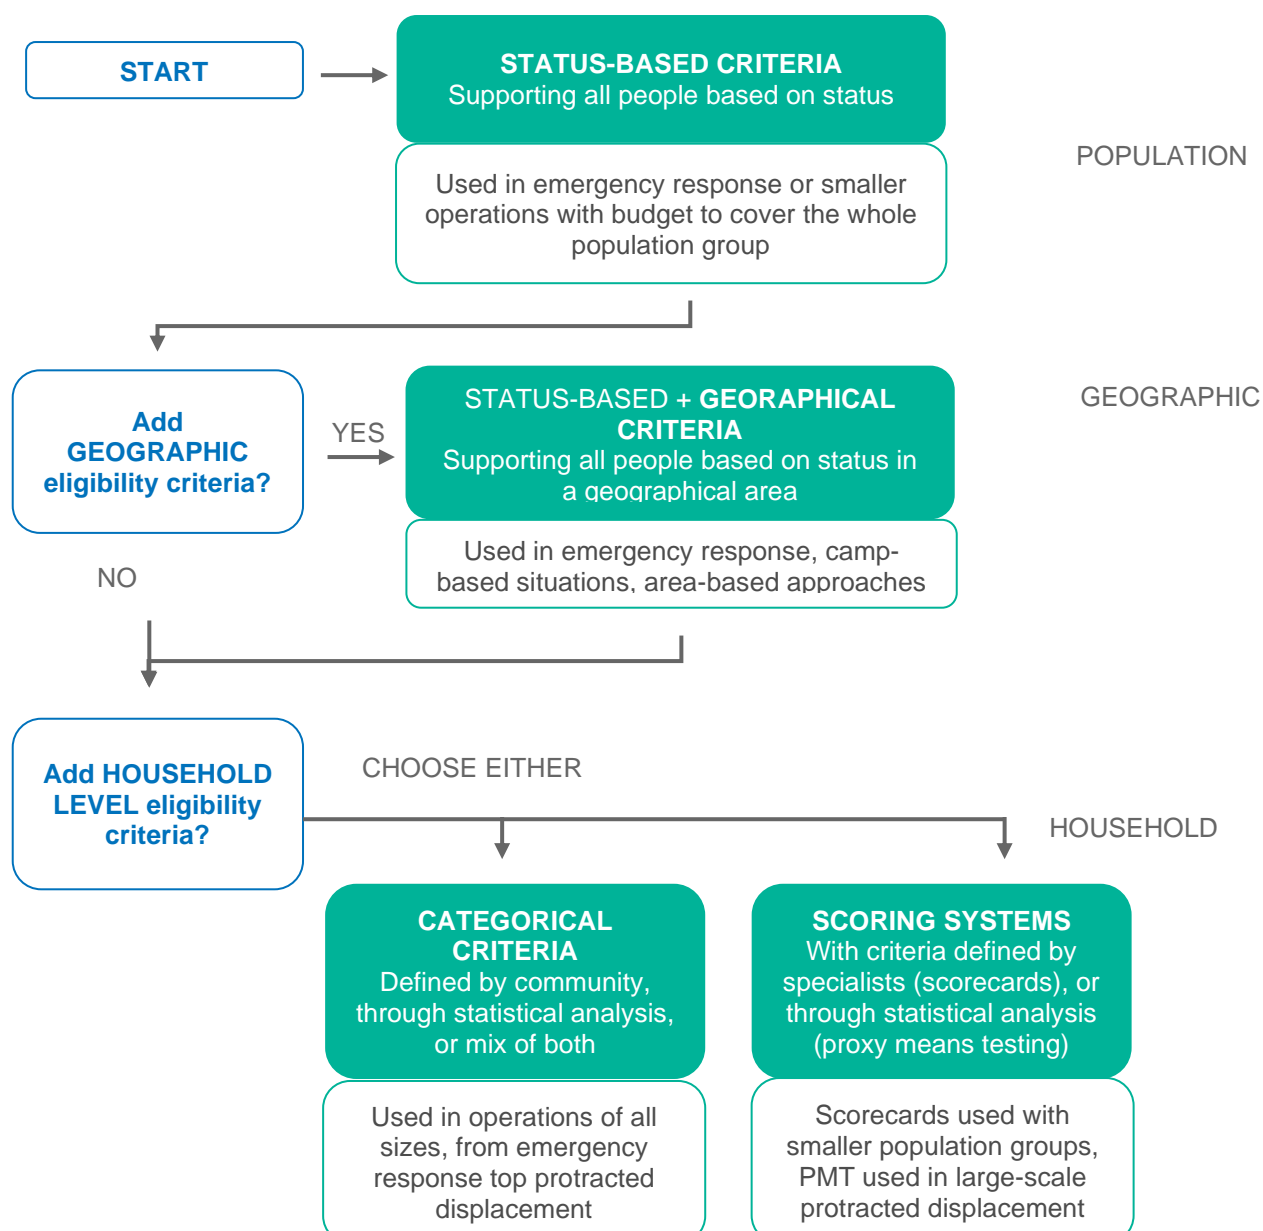 START
STATUS-BASED CRITERIA
Supporting all people based on status
POPULATION
Used in emergency response or smaller
operations with budget to cover the whole
population group
Add
GEOGRAPHIC
eligibility criteria?
YES
STATUS-BASED + GEORAPHICAL
CRITERIA
Supporting all people based on status in
a geographical area
GEOGRAPHIC
Used in emergency response, camp-
based situations, area-based approaches
NO
Add HOUSEHOLD
LEVEL eligibility
criteria?
CHOOSE EITHER
HOUSEHOLD
CATEGORICAL
CRITERIA
Defined by community,
through statistical analysis,
or mix of both
Used in operations of all
sizes, from emergency
response top protracted
displacement
SCORING SYSTEMS
With criteria defined by
specialists (scorecards), or
through statistical analysis
(proxy means testing)
Scorecards used with
smaller population groups,
PMT used in large-scale
protracted displacement